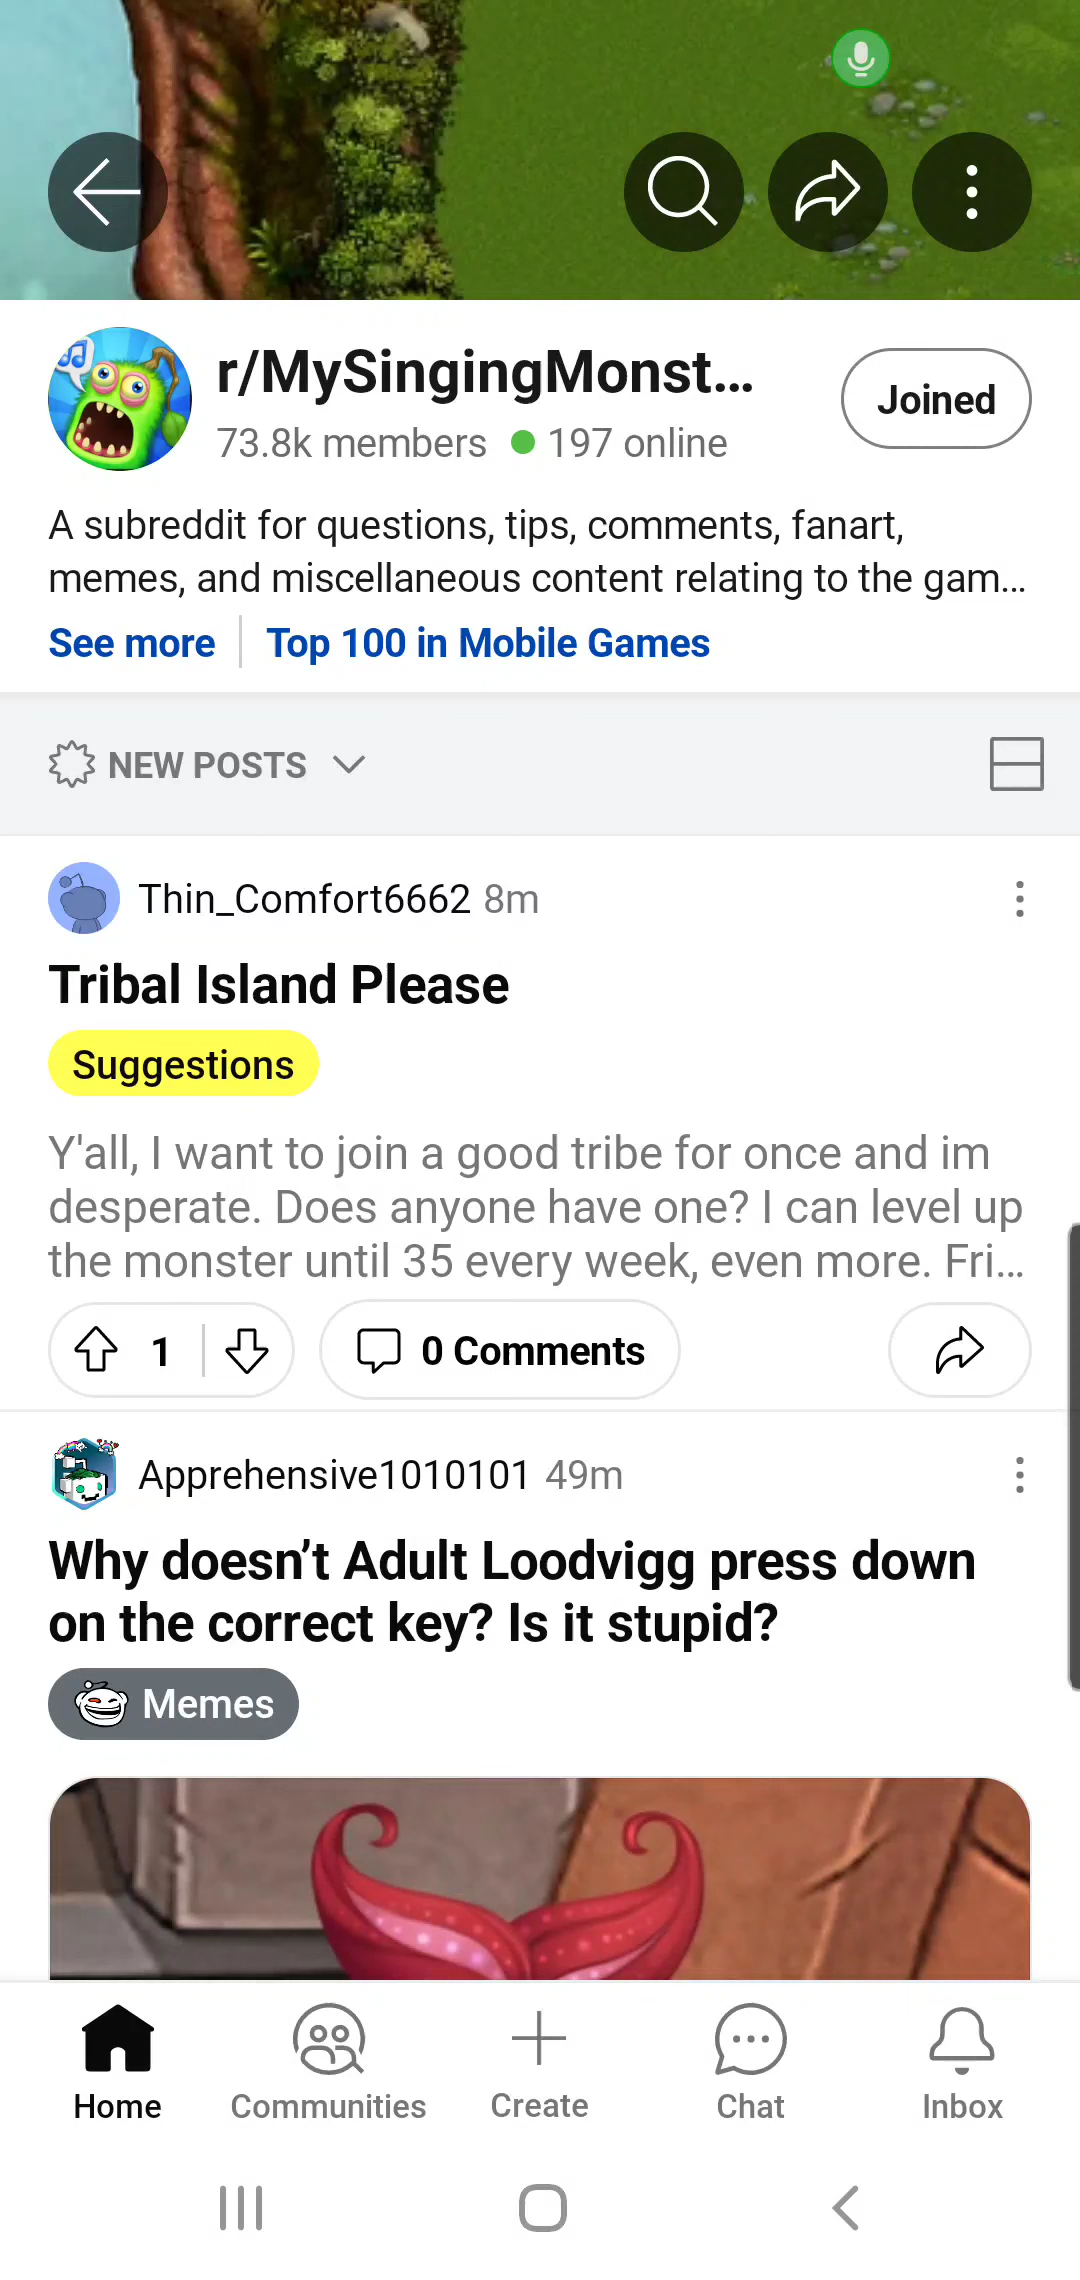 r/MySingingMonst...
Joined
73.8k members 197 online
A subreddit for questions, tips, comments, fanart,
memes, and miscellaneous content relating to the gam...
See more
Top 100 in Mobile Games
NEW POSTS
Thin_Comfort6662 8m
Tribal Island Please
Suggestions
Y'all, I want to join a good tribe for once and im
desperate. Does anyone have one? I can level up
the monster until 35 every week, even more. Fri...
1
0 Comments
Apprehensive1010101 49m
Why doesn’t Adult Loodvigg press down
on the correct key? Is it stupid?
Memes
Home
Communities
Create
Chat
Inbox